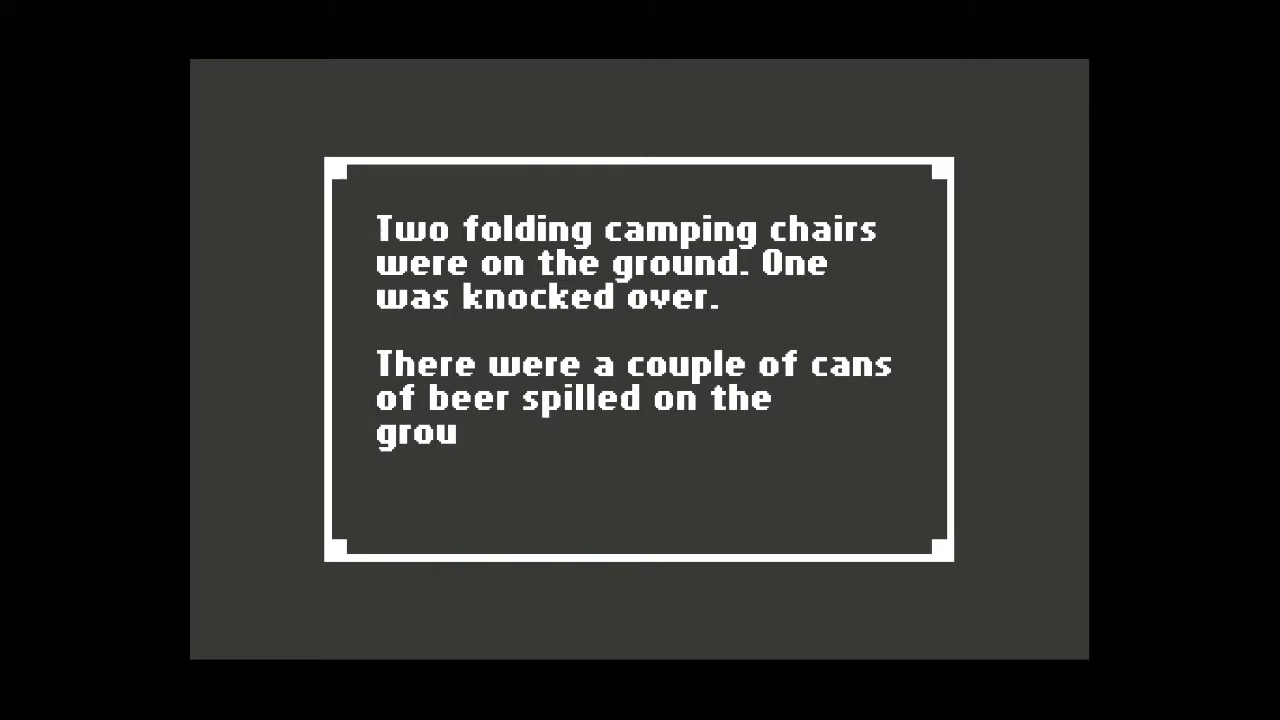 Two folding camping chairs
were on the ground. One
was knocked over.
There were a couple of cans
of beer spilled on the
grou